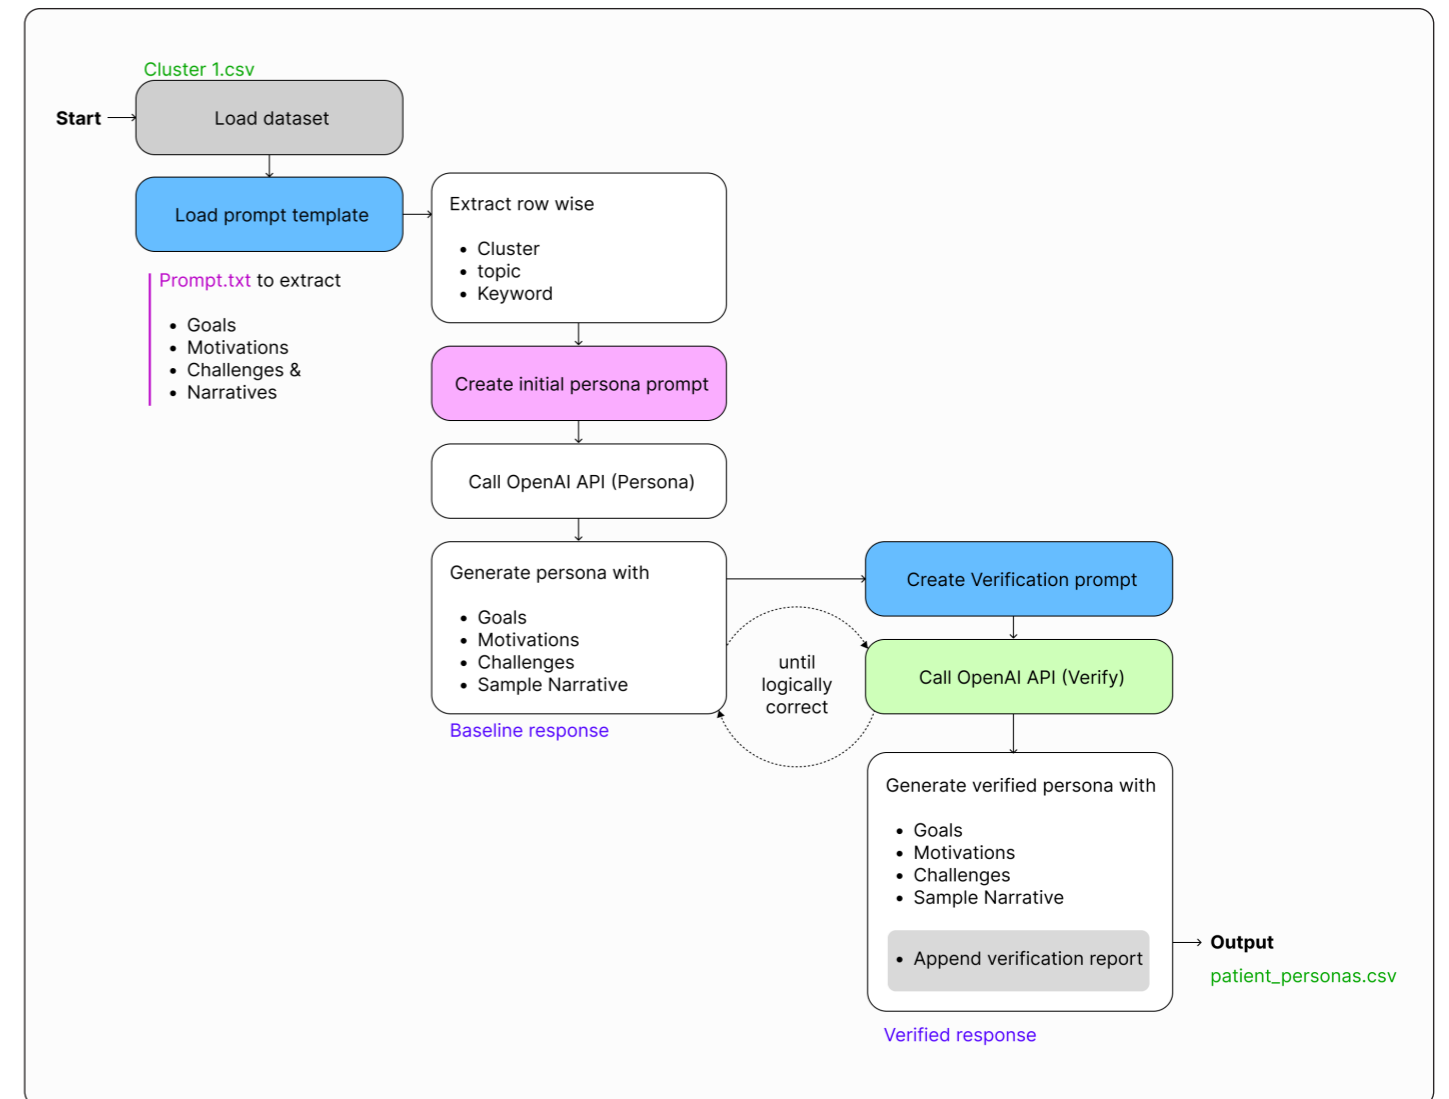 Cluster 1.csv
Start
Load dataset
Load prompt template
Prompt.txt to extract
• Goals
• Motivations
• Challenges &
• Narratives
Extract row wise
• Cluster
• topic
• Keyword
Create initial persona prompt
Call OpenAI API (Persona)
Generate persona with
• Goals
• Motivations
• Challenges
• Sample Narrative
Baseline response
until
logically
correct
Create Verification prompt
Call OpenAI API (Verify)
Generate verified persona with
• Goals
• Motivations
• Challenges
• Sample Narrative
• Append verification report
Verified response
Output
patient_personas.csv